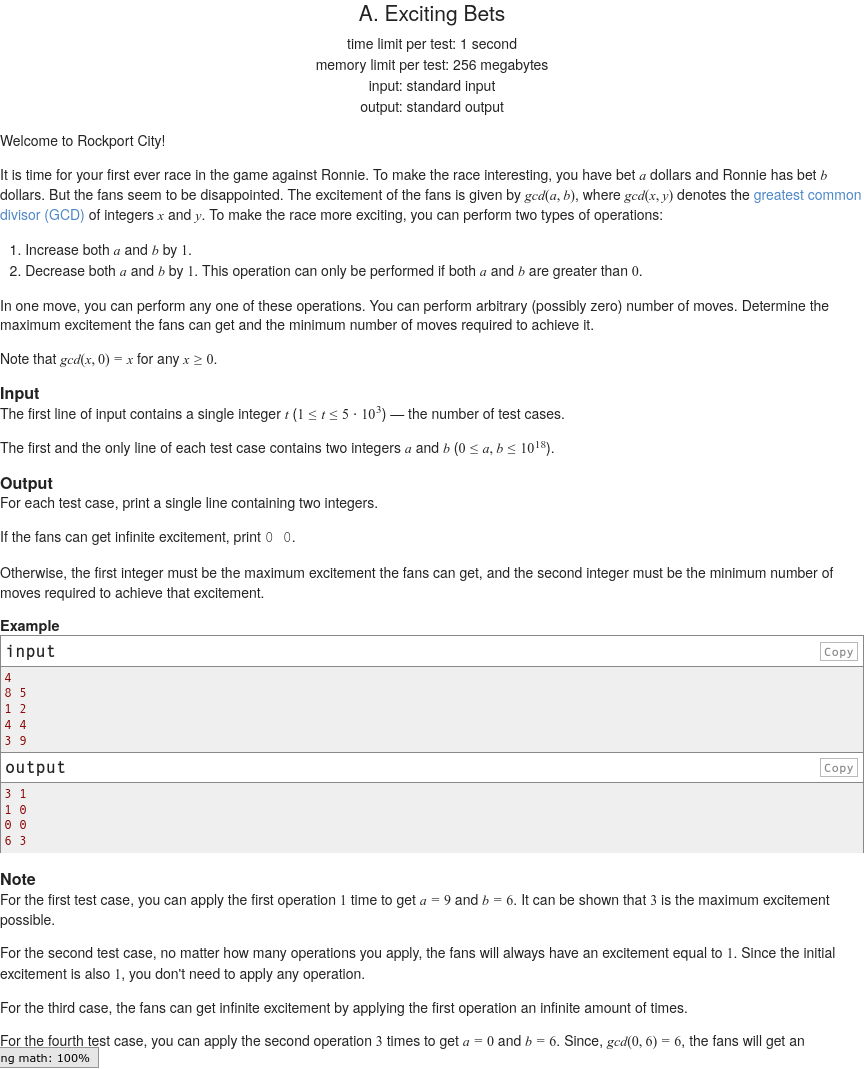 A. Exciting Bets
time limit per test: 1 second
memory limit per test: 256 megabytes
input: standard input
output: standard output
Welcome to Rockport City!
It is time for your first ever race in the game against Ronnie. To make the race interesting, you have bet a dollars and Ronnie has bet b
dollars. But the fans seem to be disappointed. The excitement of the fans is given by gcd(a, b), where gcd(x, y) denotes the greatest common
divisor (GCD) of integers x and y. To make the race more exciting, you can perform two types of operations:
1. Increase both a and b by 1.
2. Decrease both a and b by 1. This operation can only be performed if both a and b are greater than 0.
In one move, you can perform any one of these operations. You can perform arbitrary (possibly zero) number of moves. Determine the
maximum excitement the fans can get and the minimum number of moves required to achieve it.
Note that gcd(x, 0) = x for any x ≥ 0.
Input
The first line of input contains a single integer t (1 ≤ t ≤ 5 · 10³) — the number of test cases.
The first and the only line of each test case contains two integers a and b (0 ≤ a, b ≤ 10¹⁸).
Output
For each test case, print a single line containing two integers.
If the fans can get infinite excitement, print 0 0.
Otherwise, the first integer must be the maximum excitement the fans can get, and the second integer must be the minimum number of
moves required to achieve that excitement.
Example
input Copy
4
8 5
1 2
4 4
3 9
output Copy
3 1
1 0
0 0
6 3
Note
For the first test case, you can apply the first operation 1 time to get a = 9 and b = 6. It can be shown that 3 is the maximum excitement
possible.
For the second test case, no matter how many operations you apply, the fans will always have an excitement equal to 1. Since the initial
excitement is also 1, you don't need to apply any operation.
For the third case, the fans can get infinite excitement by applying the first operation an infinite amount of times.
For the fourth test case, you can apply the second operation 3 times to get a = 0 and b = 6. Since, gcd(0, 6) = 6, the fans will get an
ng math: 100%